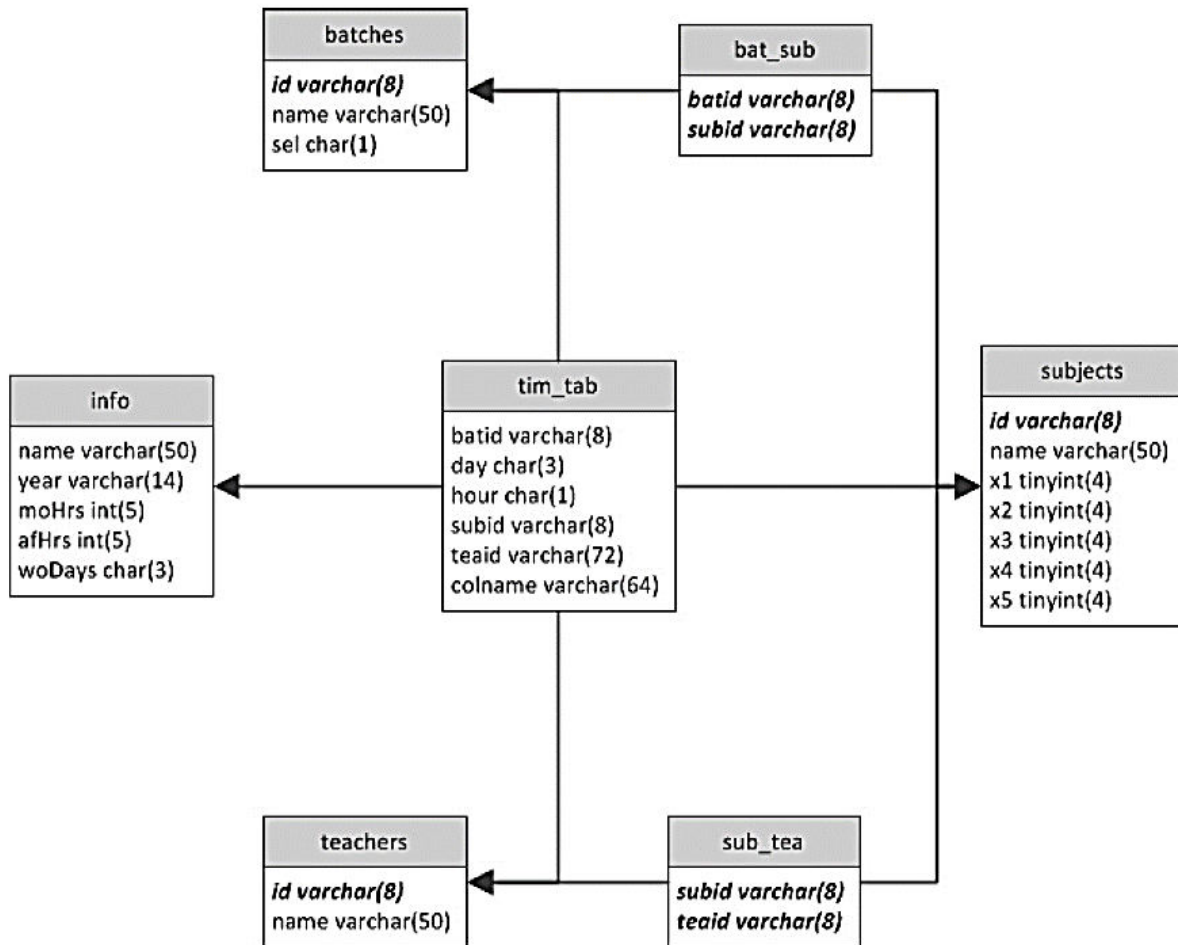 batches
id varchar(8)
name varchar(50)
sel char(1)
bat_sub
batid varchar(8)
subid varchar(8)
info
name varchar(50)
year varchar(14)
moHrs int(5)
afHrs int(5)
woDays char(3)
tim_tab
batid varchar(8)
day char(3)
hour char(1)
subid varchar(8)
teaid varchar(72)
colname varchar(64)
subjects
id varchar(8)
name varchar(50)
x1 tinyint(4)
x2 tinyint(4)
x3 tinyint(4)
x4 tinyint(4)
x5 tinyint(4)
teachers
id varchar(8)
name varchar(50)
sub_tea
subid varchar(8)
teaid varchar(8)